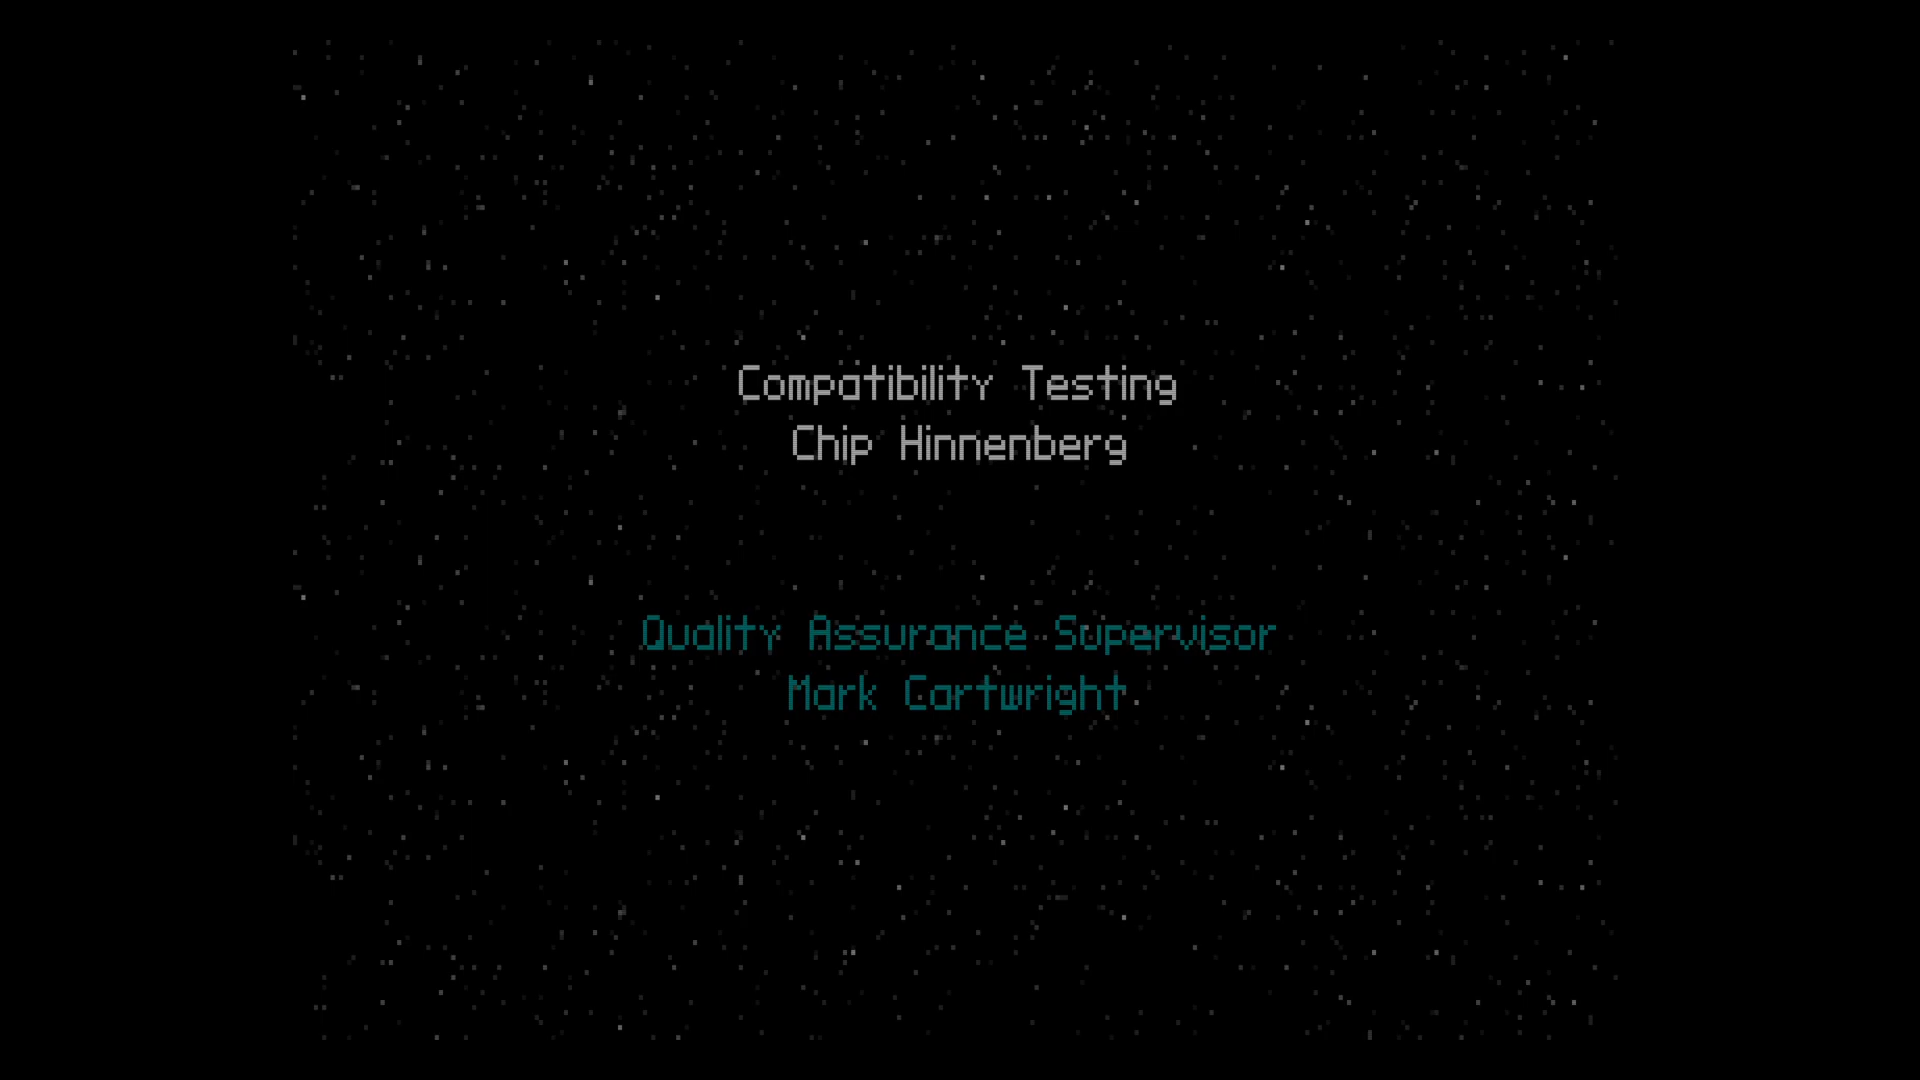 Compatibility Testing
Chip Hinnenberg
Quality Assurance Supervisor
Mark Cartwright